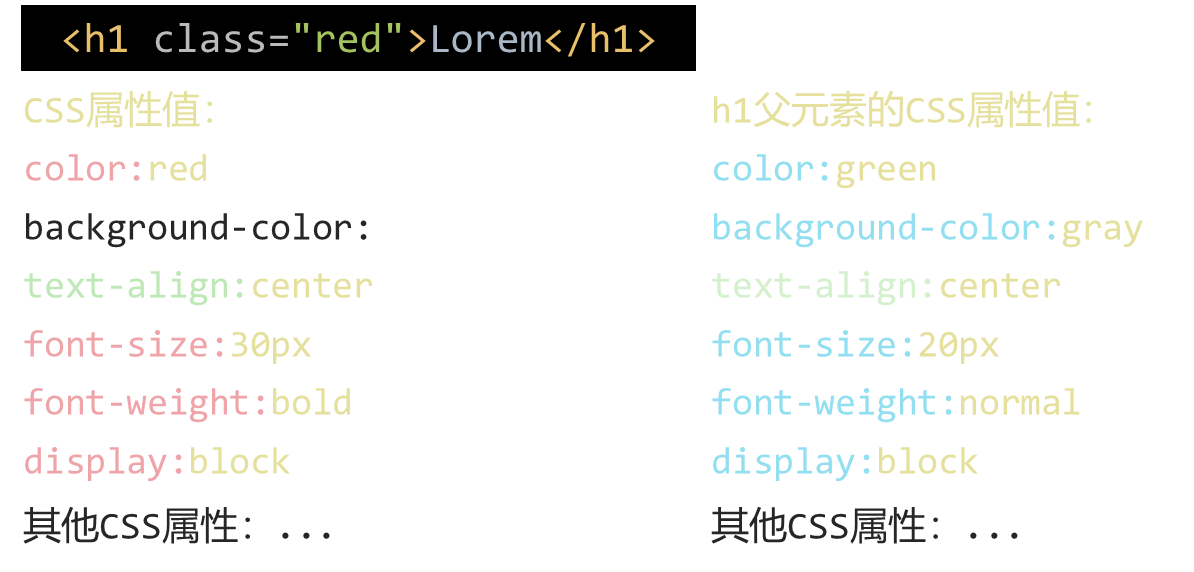 <h1 class="red">Lorem</h1>
CSS属性值：
color:red
background-color:
text-align:center
font-size:30px
font-weight:bold
display:block
其他CSS属性：...
h1父元素的CSS属性值：
color:green
background-color:gray
text-align:center
font-size:20px
font-weight:normal
display:block
其他CSS属性：...